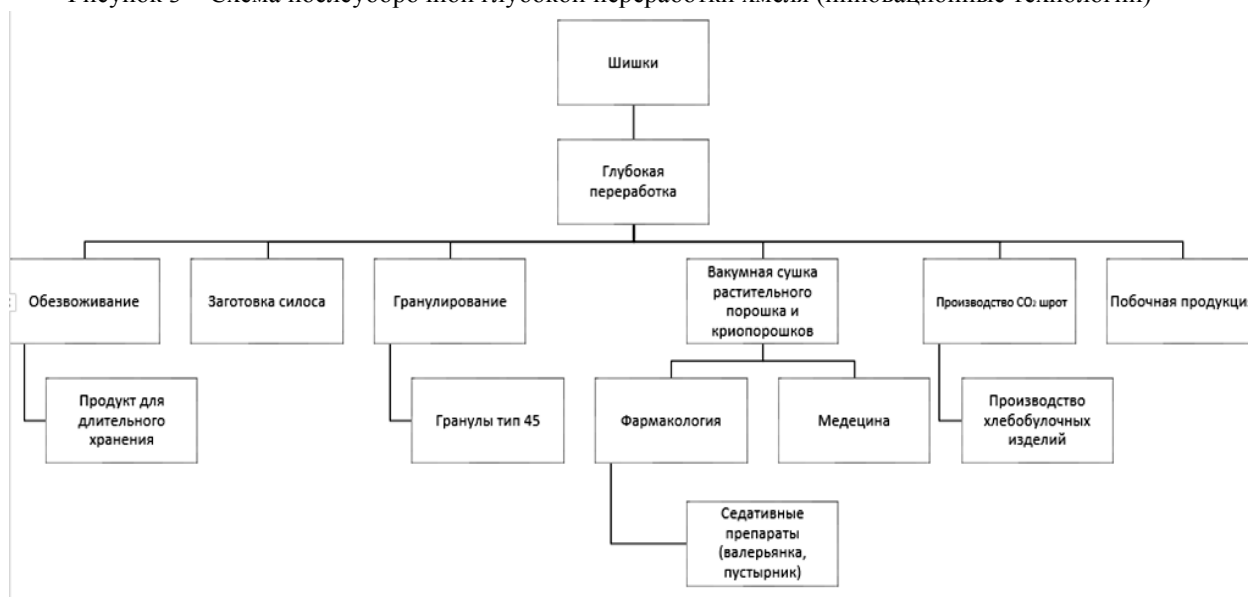 Рисунок 3 – Схема послеуборочной глубокой переработки хмеля (инновационные технологии)
Шишки
Глубокая
переработка
Обезвоживание
Заготовка силоса
Гранулирование
Вакумная сушка
растительного
порошка и
криопорошков
Производство CO₂ шрот
Побочная продукция
Продукт для
длительного
хранения
Гранулы тип 45
Фармакология
Медецина
Производство
хлебобулочных
изделий
Седативные
препараты
(валерьянка,
пустырник)